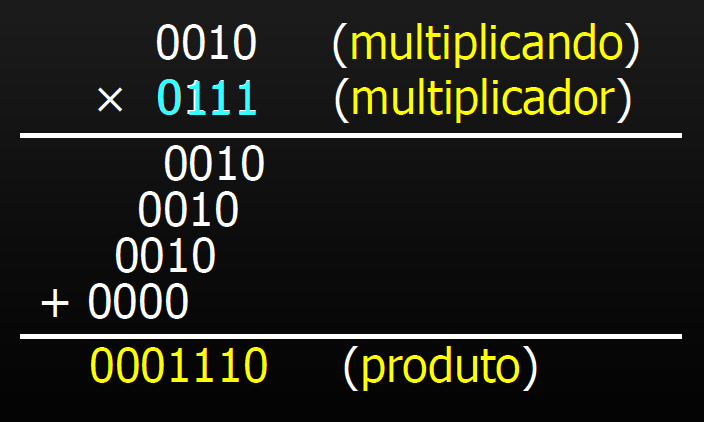 0010 (multiplicando)
× 0111 (multiplicador)
0010
0010
0010
+ 0000
0001110 (produto)